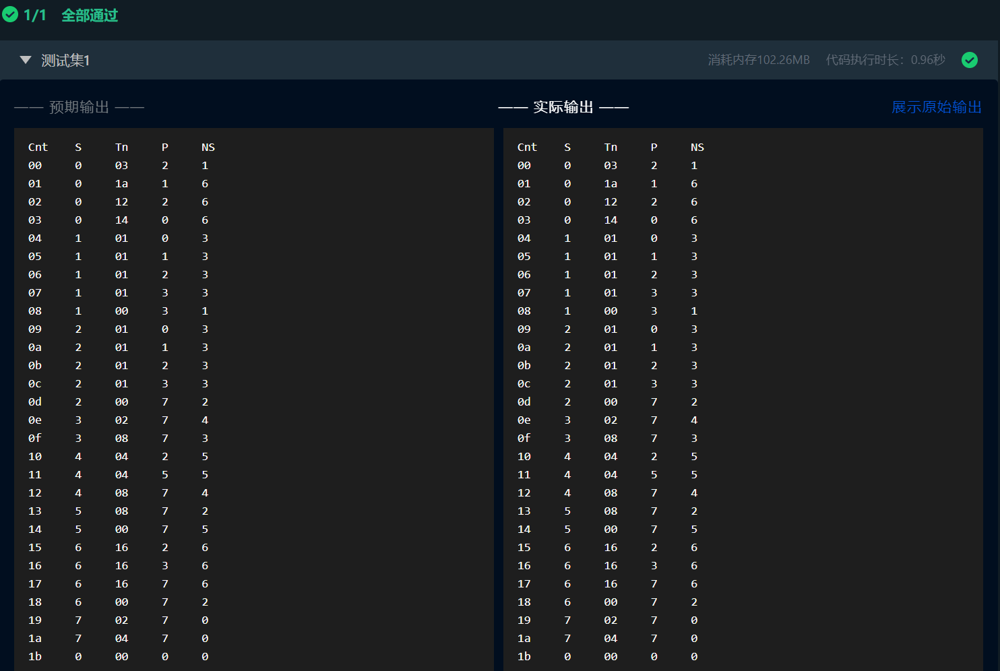 1/1 全部通过
测试集1 消耗内存102.26MB 代码执行时长：0.96秒
—— 预期输出 —— —— 实际输出 —— 展示原始输出
Cnt S Tn P NS Cnt S Tn P NS
00 0 03 2 1 00 0 03 2 1
01 0 1a 1 6 01 0 1a 1 6
02 0 12 2 6 02 0 12 2 6
03 0 14 0 6 03 0 14 0 6
04 1 01 0 3 04 1 01 0 3
05 1 01 1 3 05 1 01 1 3
06 1 01 2 3 06 1 01 2 3
07 1 01 3 3 07 1 01 3 3
08 1 00 3 1 08 1 00 3 1
09 2 01 0 3 09 2 01 0 3
0a 2 01 1 3 0a 2 01 1 3
0b 2 01 2 3 0b 2 01 2 3
0c 2 01 3 3 0c 2 01 3 3
0d 2 00 7 2 0d 2 00 7 2
0e 3 02 7 4 0e 3 02 7 4
0f 3 08 7 3 0f 3 08 7 3
10 4 04 2 5 10 4 04 2 5
11 4 04 5 5 11 4 04 5 5
12 4 08 7 4 12 4 08 7 4
13 5 08 7 2 13 5 08 7 2
14 5 00 7 5 14 5 00 7 5
15 6 16 2 6 15 6 16 2 6
16 6 16 3 6 16 6 16 3 6
17 6 16 7 6 17 6 16 7 6
18 6 00 7 2 18 6 00 7 2
19 7 02 7 0 19 7 02 7 0
1a 7 04 7 0 1a 7 04 7 0
1b 0 00 0 0 1b 0 00 0 0